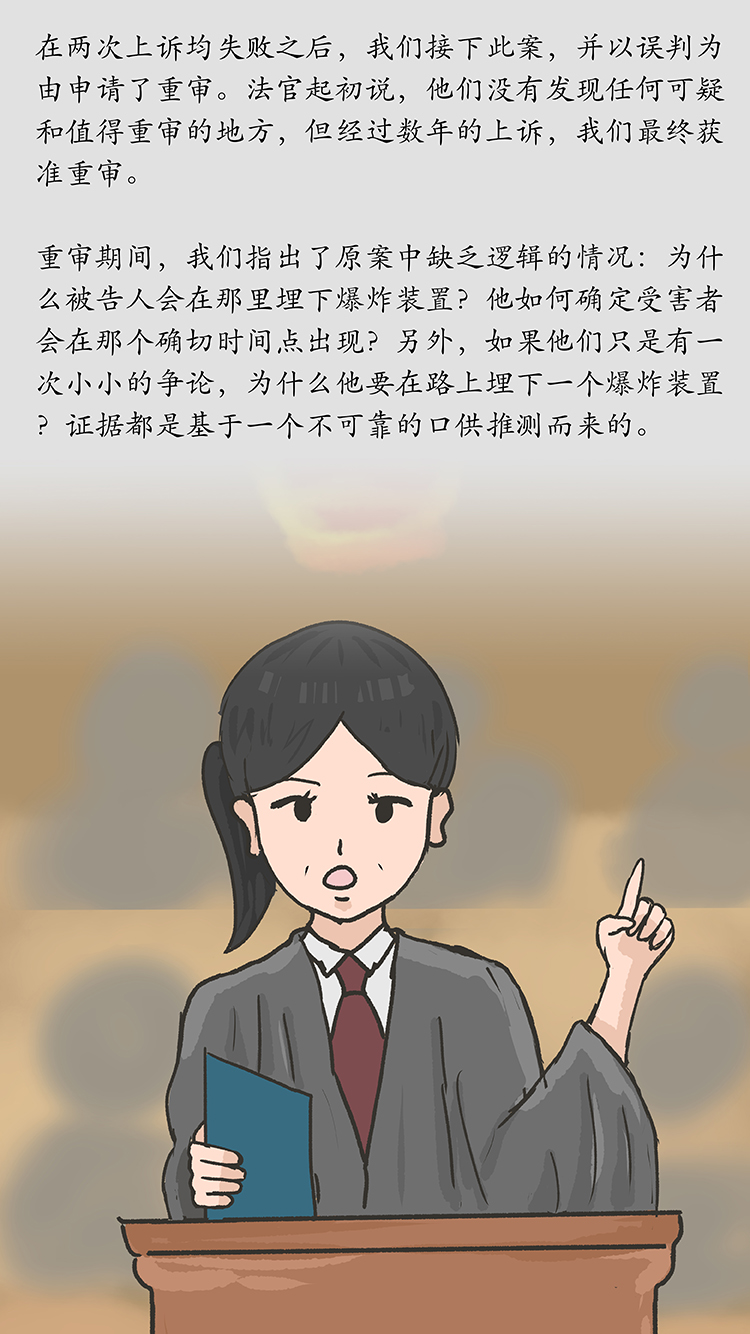 在两次上诉均失败之后，我们接下此案，并以误判为
由申请了重审。法官起初说，他们没有发现任何可疑
和值得重审的地方，但经过数年的上诉，我们最终获
准重审。
重审期间，我们指出了原案中缺乏逻辑的情况：为什
么被告人会在那里埋下爆炸装置？他如何确定受害者
会在那个确切时间点出现？另外，如果他们只是有一
次小小的争论，为什么他要在路上埋下一个爆炸装置
？证据都是基于一个不可靠的口供推测而来的。